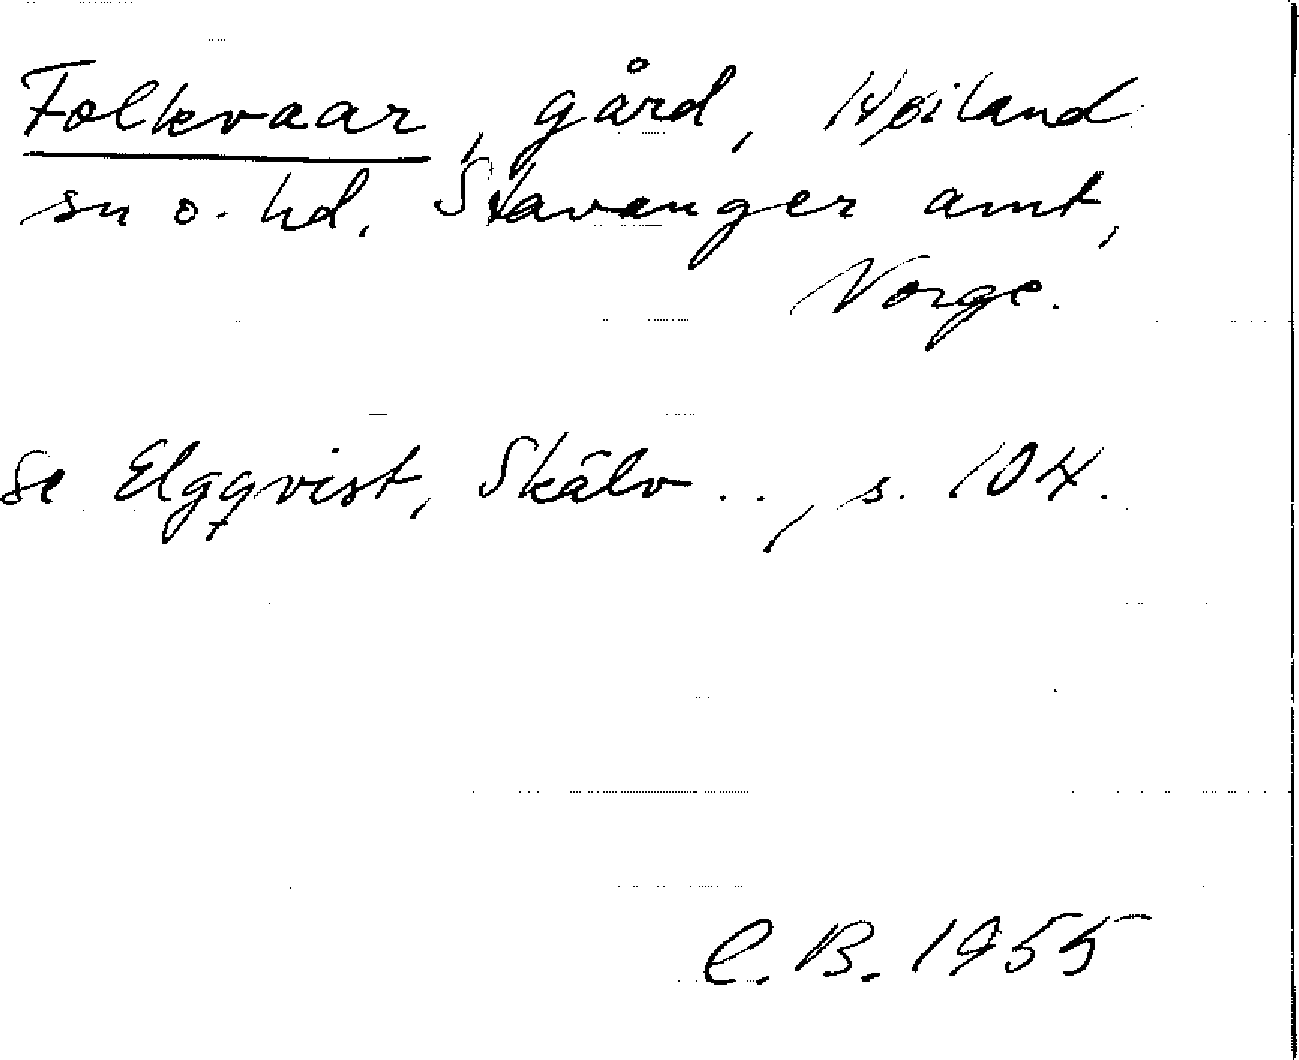 Folkvaar, gård, Høiland
sn o. hd, Stavanger amt,
Norge.
Se Elgqvist, Skälv.., s. 104.
C.B. 1955